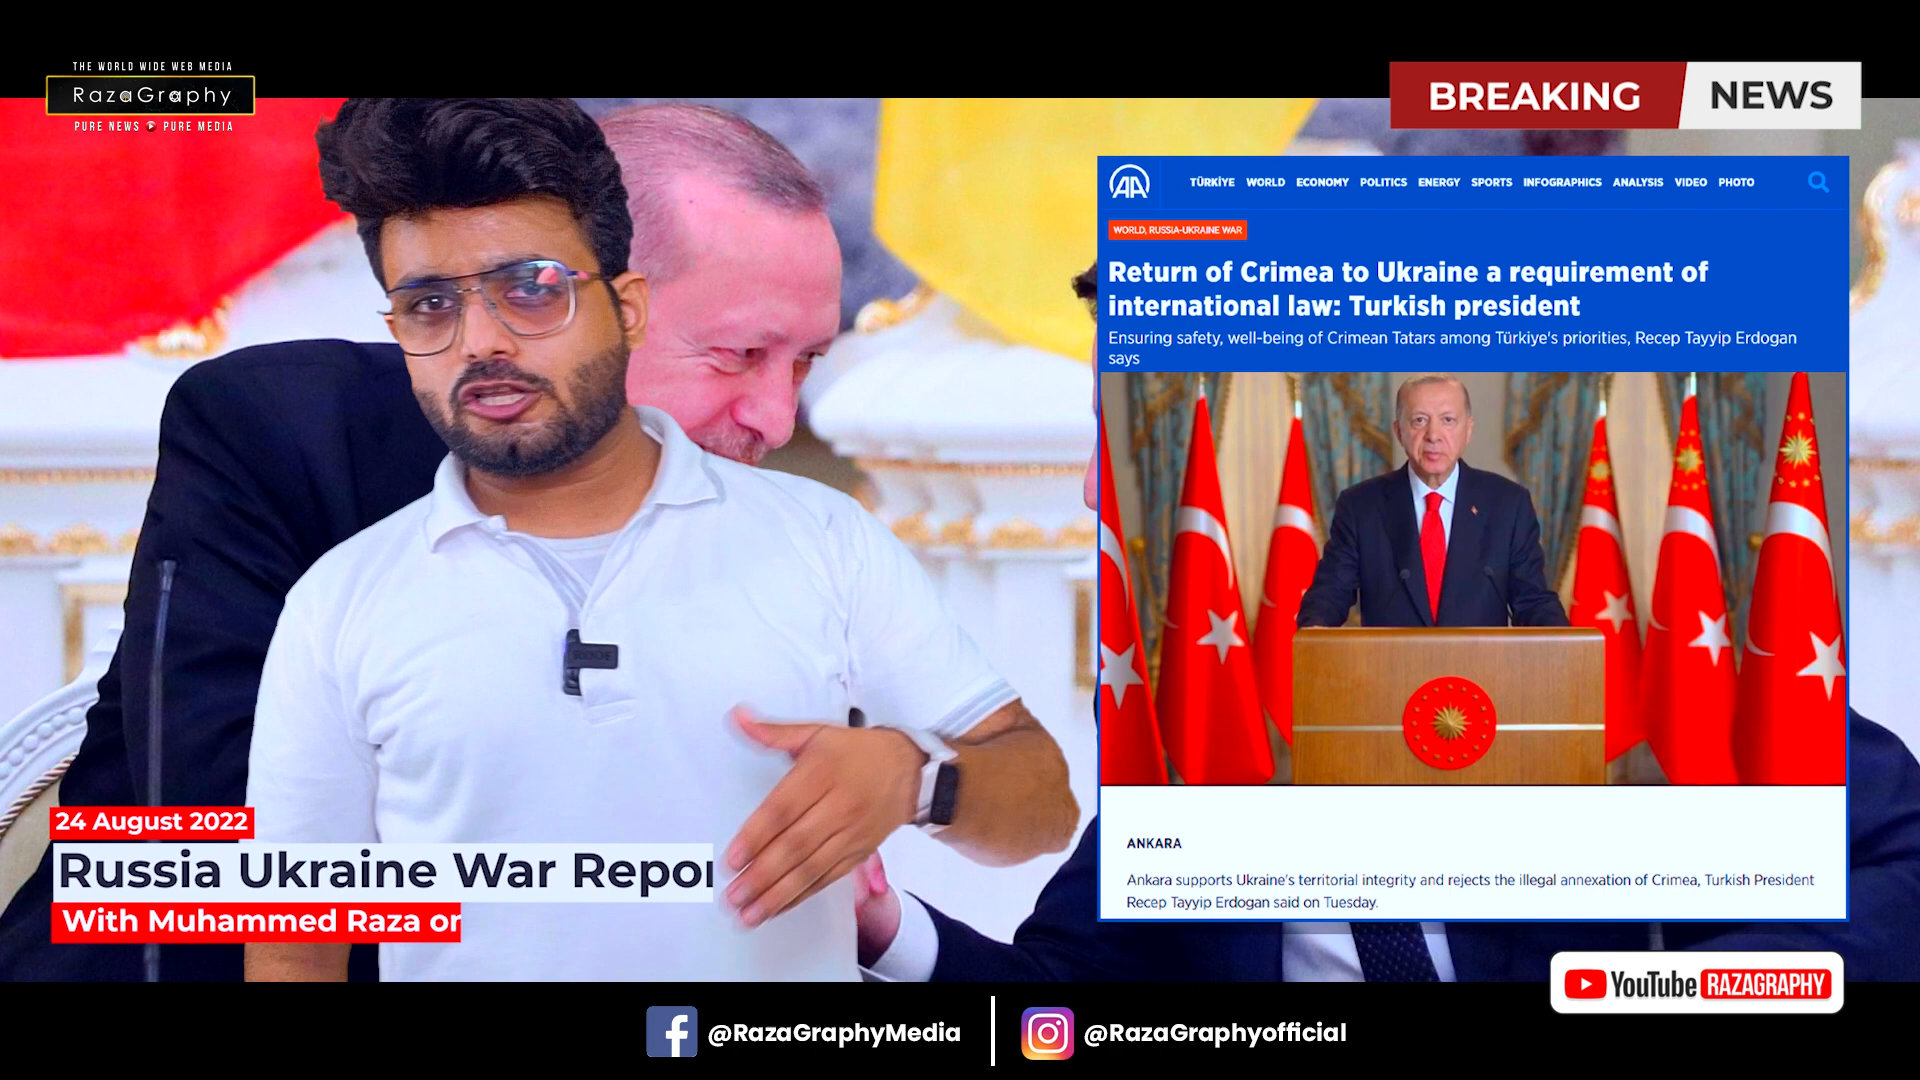 THE WORLD WIDE WEB MEDIA
RazaGraphy
PURE NEWS PURE MEDIA
BREAKING NEWS
AA
TÜRKİYE WORLD ECONOMY POLITICS ENERGY SPORTS INFOGRAPHICS ANALYSIS VIDEO PHOTO
WORLD, RUSSIA-UKRAINE WAR
Return of Crimea to Ukraine a requirement of
international law: Turkish president
Ensuring safety, well-being of Crimean Tatars among Türkiye's priorities, Recep Tayyip Erdogan
says
RODE
24 August 2022
Russia Ukraine War Repor
With Muhammed Raza on
ANKARA
Ankara supports Ukraine's territorial integrity and rejects the illegal annexation of Crimea, Turkish President
Recep Tayyip Erdogan said on Tuesday.
YouTube RAZAGRAPHY
@RazaGraphyMedia
@RazaGraphyofficial